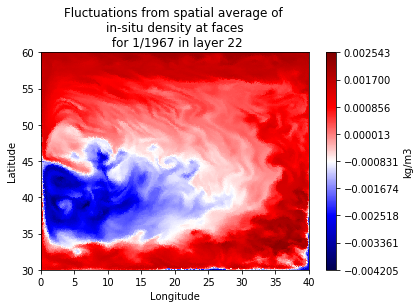 Fluctuations from spatial average of
in-situ density at faces
for 1/1967 in layer 22
60
55
50
45
40
35
30
Latitude
0 5 10 15 20 25 30 35 40
Longitude
0.002543
0.001700
0.000856
0.000013
−0.000831
−0.001674
−0.002518
−0.003361
−0.004205
kg/m3